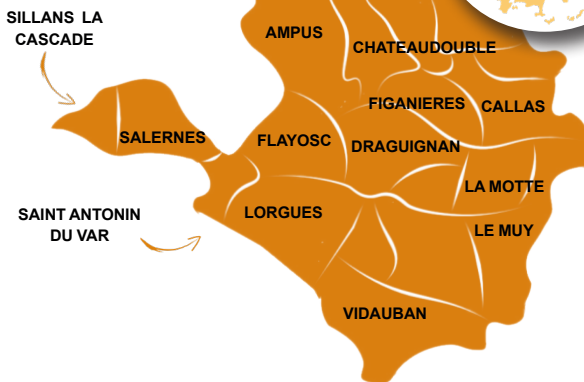 SILLANS LA
CASCADE
AMPUS
CHATEAUDOUBLE
FIGANIERES
CALLAS
SALERNES
FLAYOSC
DRAGUIGNAN
LA MOTTE
LORGUES
SAINT ANTONIN
DU VAR
LE MUY
VIDAUBAN